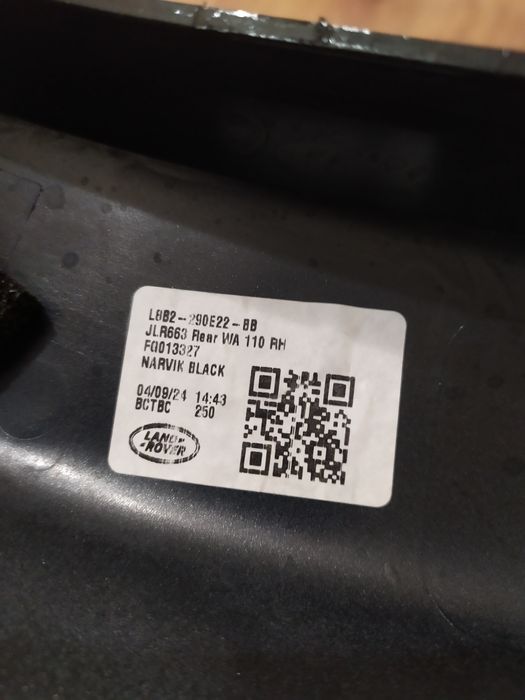 L8B2-290E22-BB
JLR663 Rear WA 110 RH
FG013327
NARVIK BLACK
04/09/24 14:43
BCTBC 250
LAND-
-ROVER